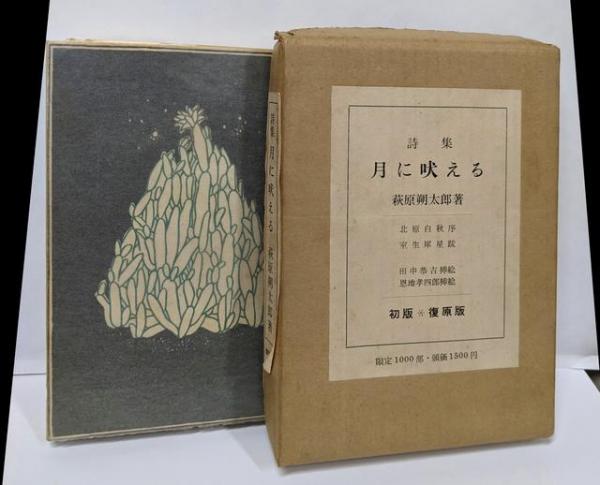 詩集 月に吠える 萩原朔太郎著
詩集
月に吠える
萩原朔太郎著
北原白秋序
室生犀星跋
田中恭吉挿絵
恩地孝四郎挿絵
初版 復原版
限定1000部・頒価1500円